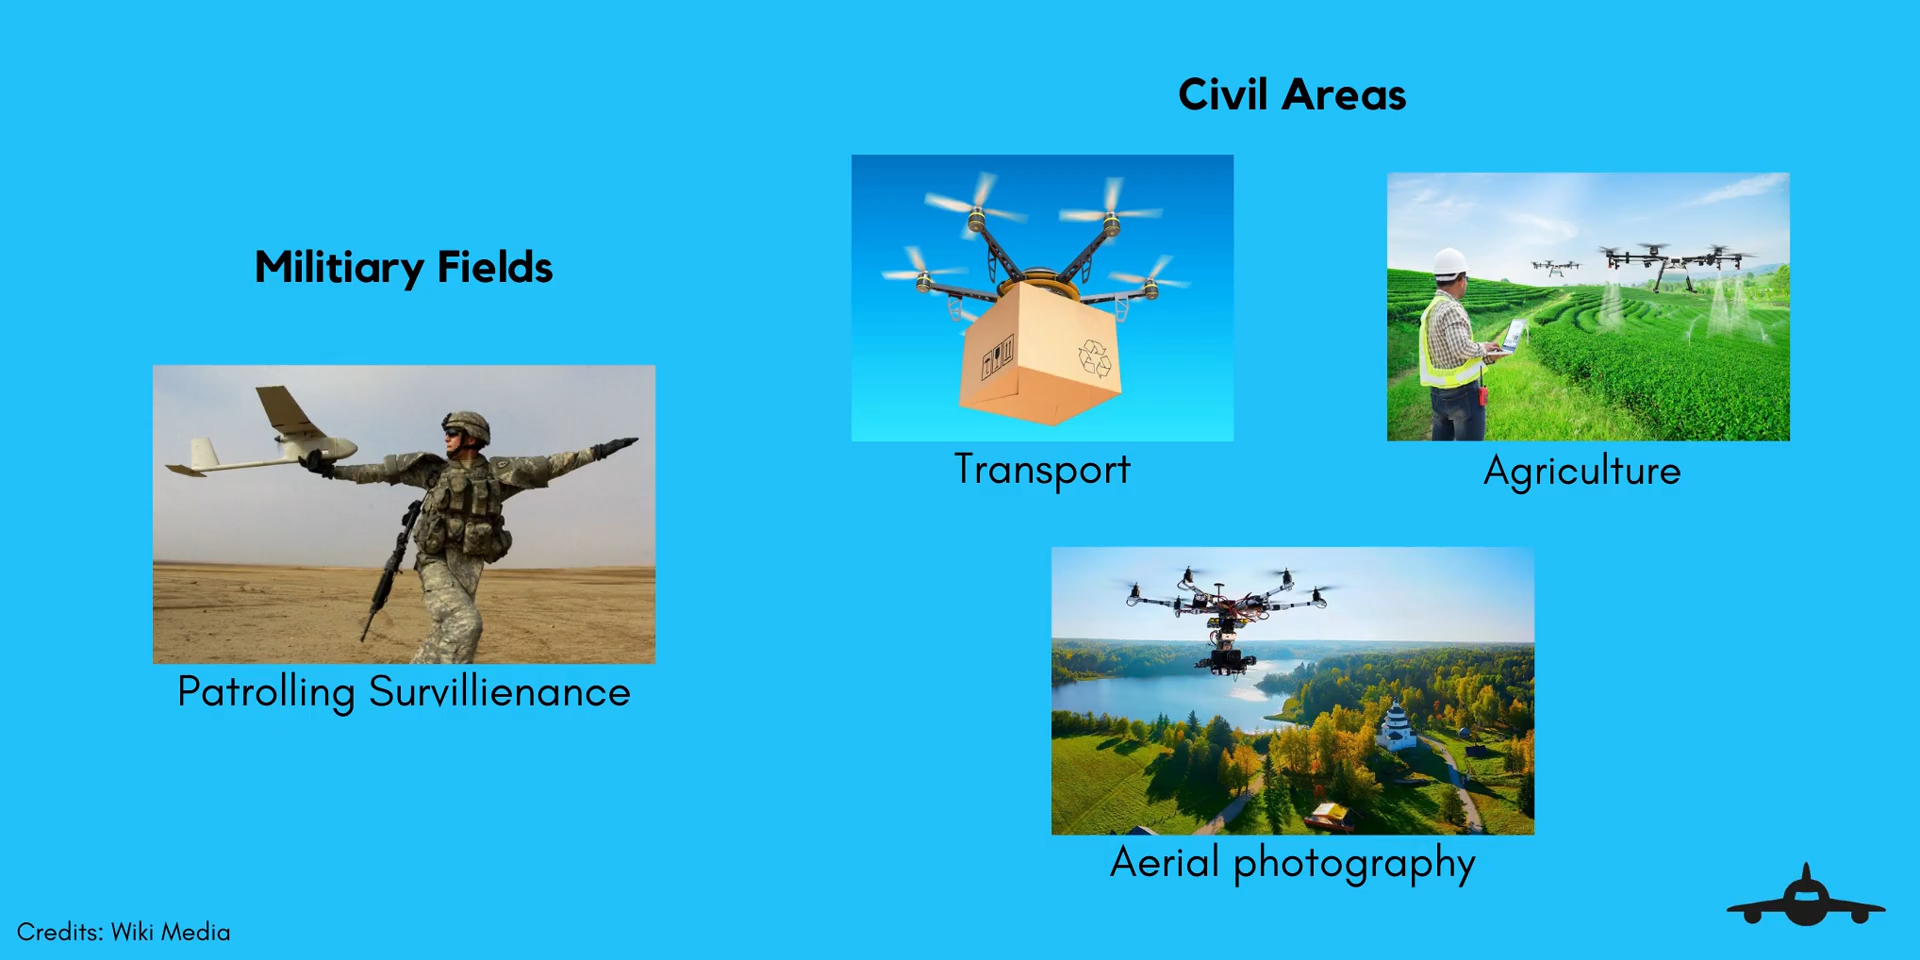 Militiary Fields
Patrolling Survillienance
Civil Areas
Transport
Agriculture
Aerial photography
Credits: Wiki Media